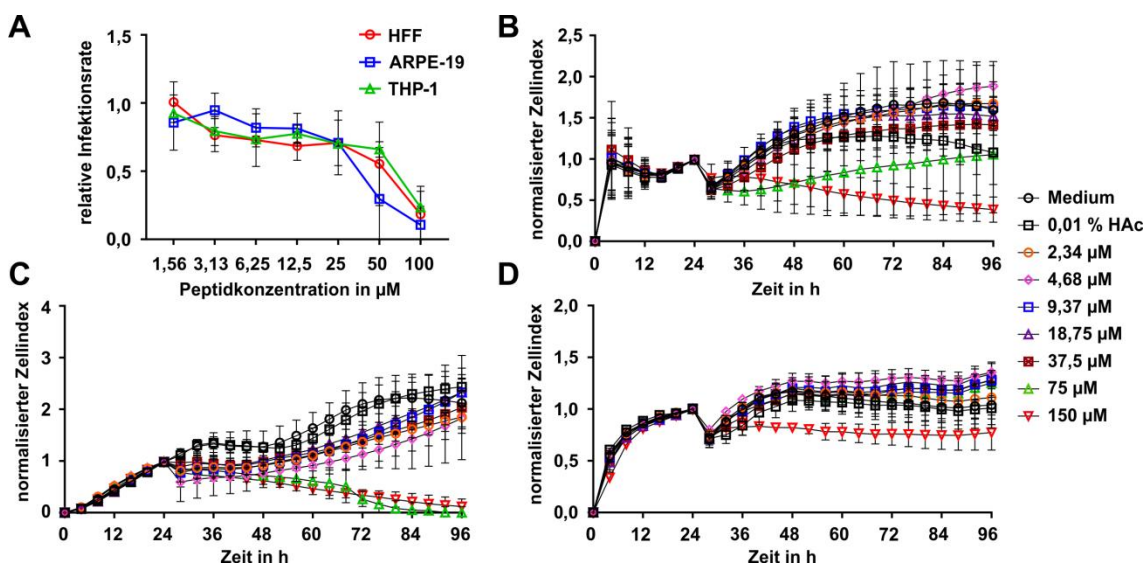 A
HFF
ARPE-19
THP-1
relative Infektionsrate
1,5
1,0
0,5
0,0
1,56 3,13 6,25 12,5 25 50 100
Peptidkonzentration in µM
B
normalisierter Zellindex
2,5
2,0
1,5
1,0
0,5
0,0
0 12 24 36 48 60 72 84 96
Zeit in h
C
normalisierter Zellindex
4
3
2
1
0
0 12 24 36 48 60 72 84 96
Zeit in h
D
normalisierter Zellindex
2,0
1,5
1,0
0,5
0,0
0 12 24 36 48 60 72 84 96
Zeit in h
Medium
0,01 % HAc
2,34 µM
4,68 µM
9,37 µM
18,75 µM
37,5 µM
75 µM
150 µM